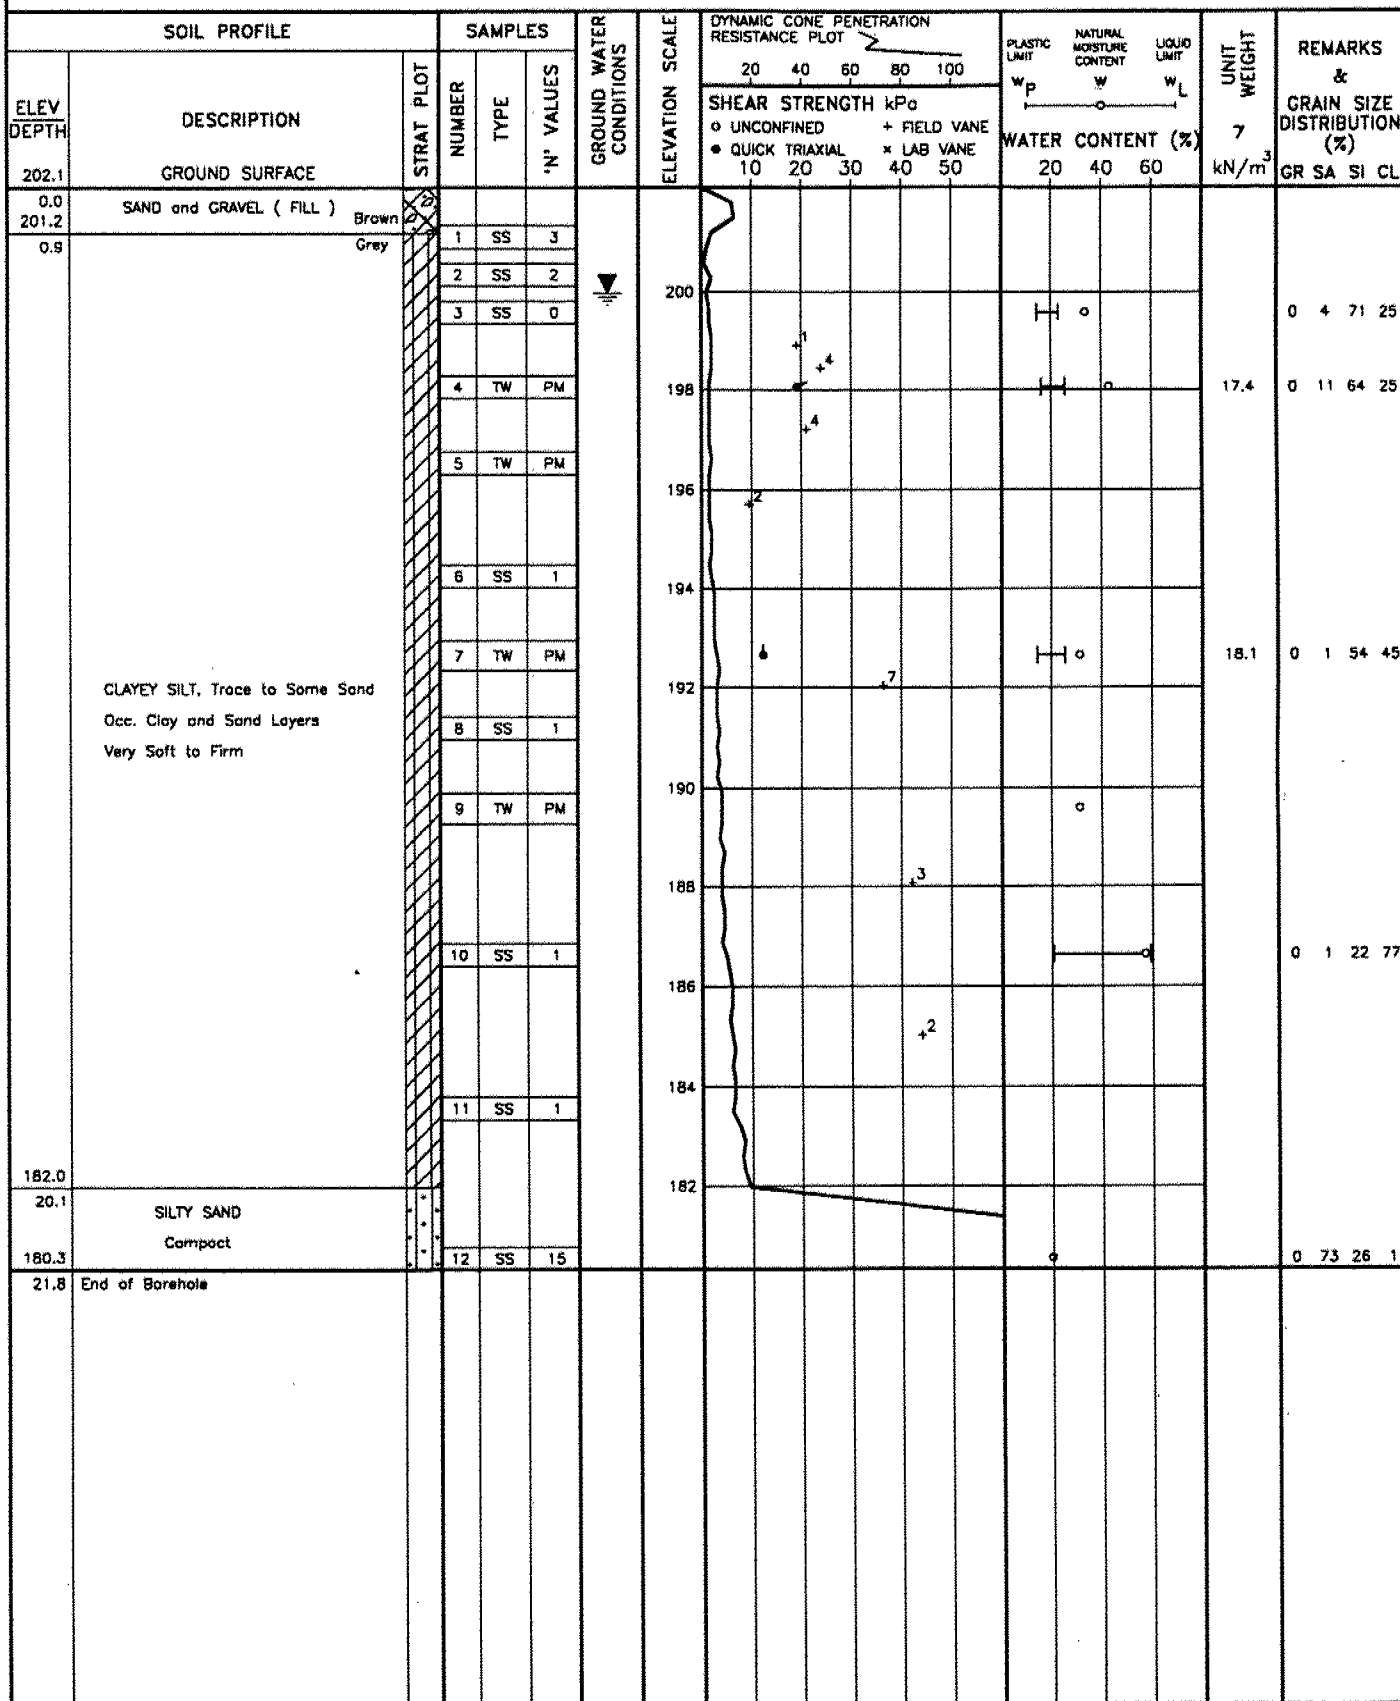 SOIL PROFILE
SAMPLES
GROUND WATER
CONDITIONS
ELEVATION SCALE
DYNAMIC CONE PENETRATION
RESISTANCE PLOT
20 40 60 80 100
SHEAR STRENGTH kPa
o UNCONFINED + FIELD VANE
● QUICK TRIAXIAL × LAB VANE
10 20 30 40 50
PLASTIC
LIMIT
NATURAL
MOISTURE
CONTENT
LIQUID
LIMIT
WP W WL
WATER CONTENT (%)
20 40 60
UNIT
WEIGHT
7
kN/m³
REMARKS
&
GRAIN SIZE
DISTRIBUTION
(%)
GR SA SI CL
ELEV
DEPTH
DESCRIPTION
STRAT PLOT
NUMBER
TYPE
'N' VALUES
202.1 GROUND SURFACE
0.0 SAND and GRAVEL ( FILL )
201.2 Brown
0.9 Grey
1 SS 3
2 SS 2
200
3 SS 0
0 4 71 25
1
4
4 TW PM
198
17.4
0 11 64 25
4
5 TW PM
196
2
6 SS 1
194
7 TW PM
18.1
0 1 54 45
7
192
CLAYEY SILT, Trace to Some Sand
Occ. Clay and Sand Layers
Very Soft to Firm
8 SS 1
190
9 TW PM
188
3
10 SS 1
0 1 22 77
186
2
184
11 SS 1
182.0
182
20.1
SILTY SAND
Compact
180.3
12 SS 15
0 73 26 1
21.8 End of Borehole